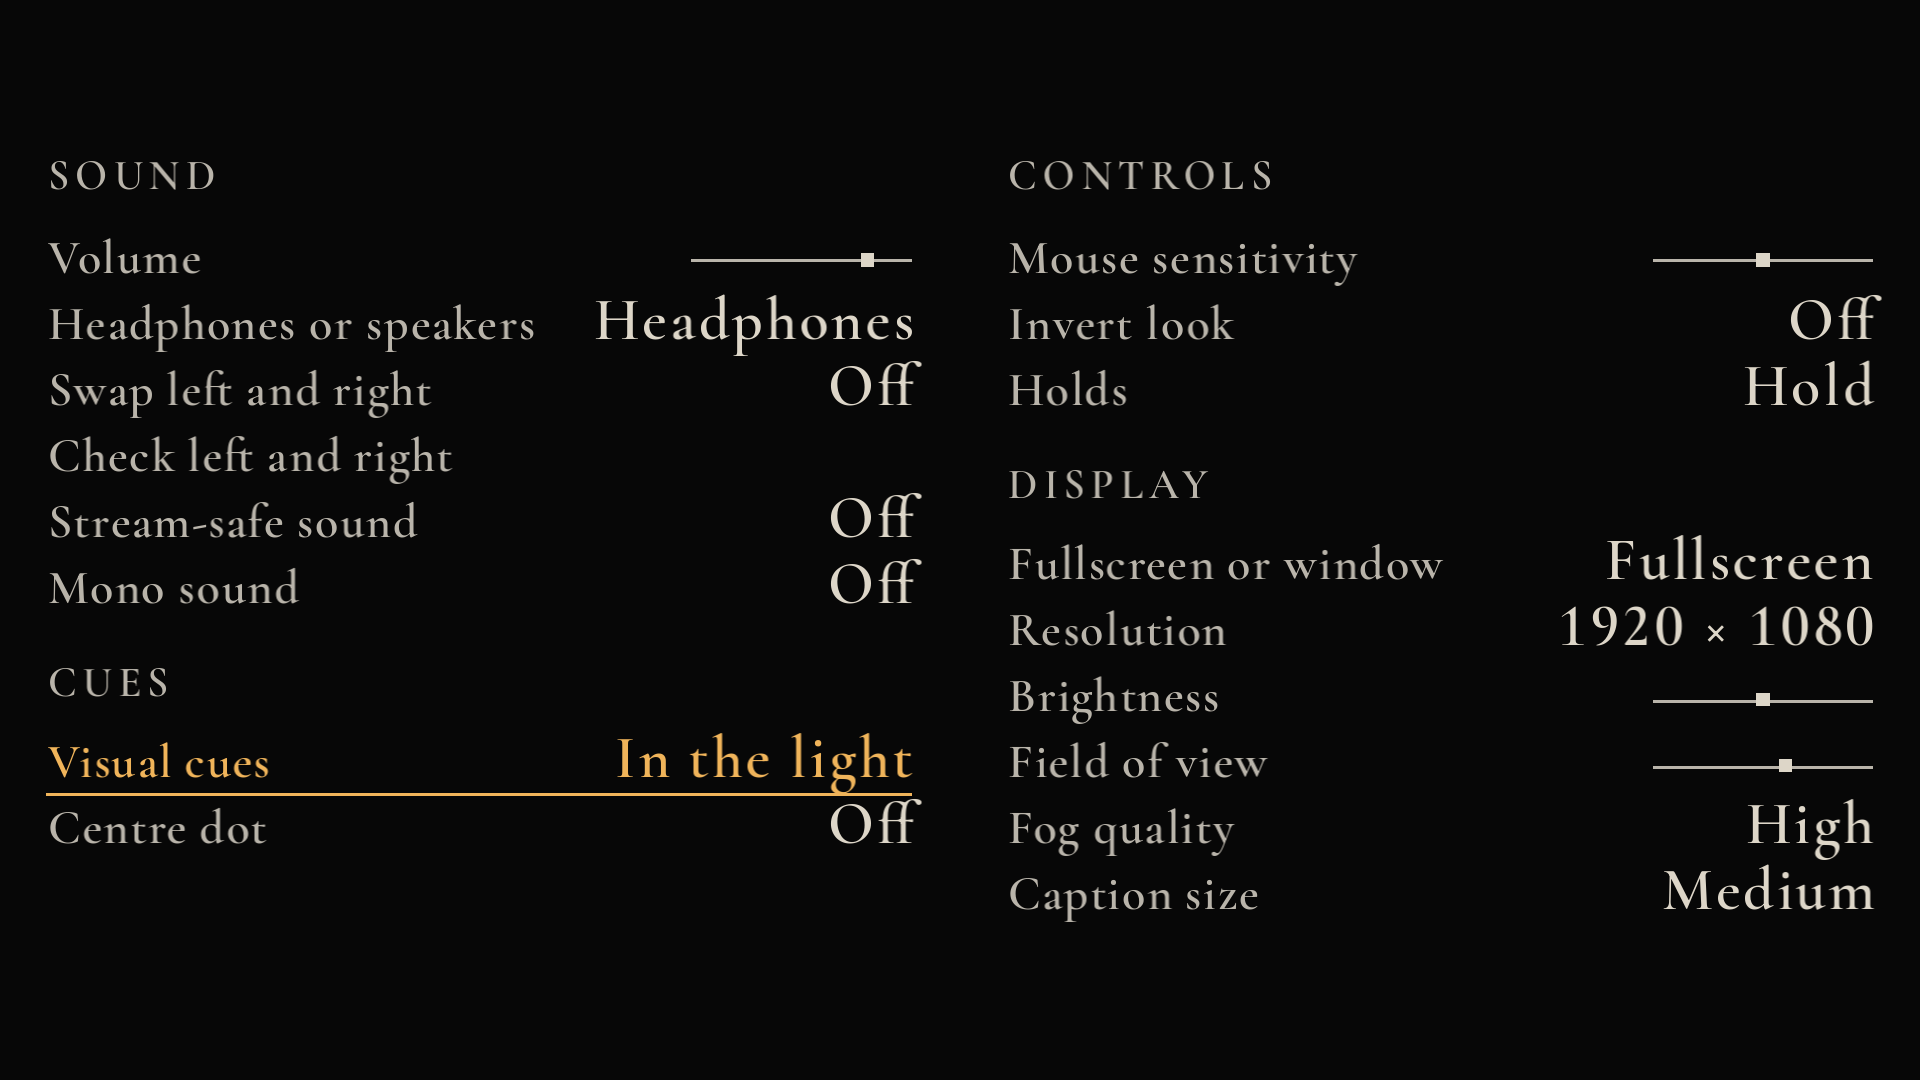 SOUND
Volume
Headphones or speakers Headphones
Swap left and right Off
Check left and right
Stream-safe sound Off
Mono sound Off
CUES
Visual cues In the light
Centre dot Off
CONTROLS
Mouse sensitivity
Invert look Off
Holds Hold
DISPLAY
Fullscreen or window Fullscreen
Resolution 1920 × 1080
Brightness
Field of view
Fog quality High
Caption size Medium